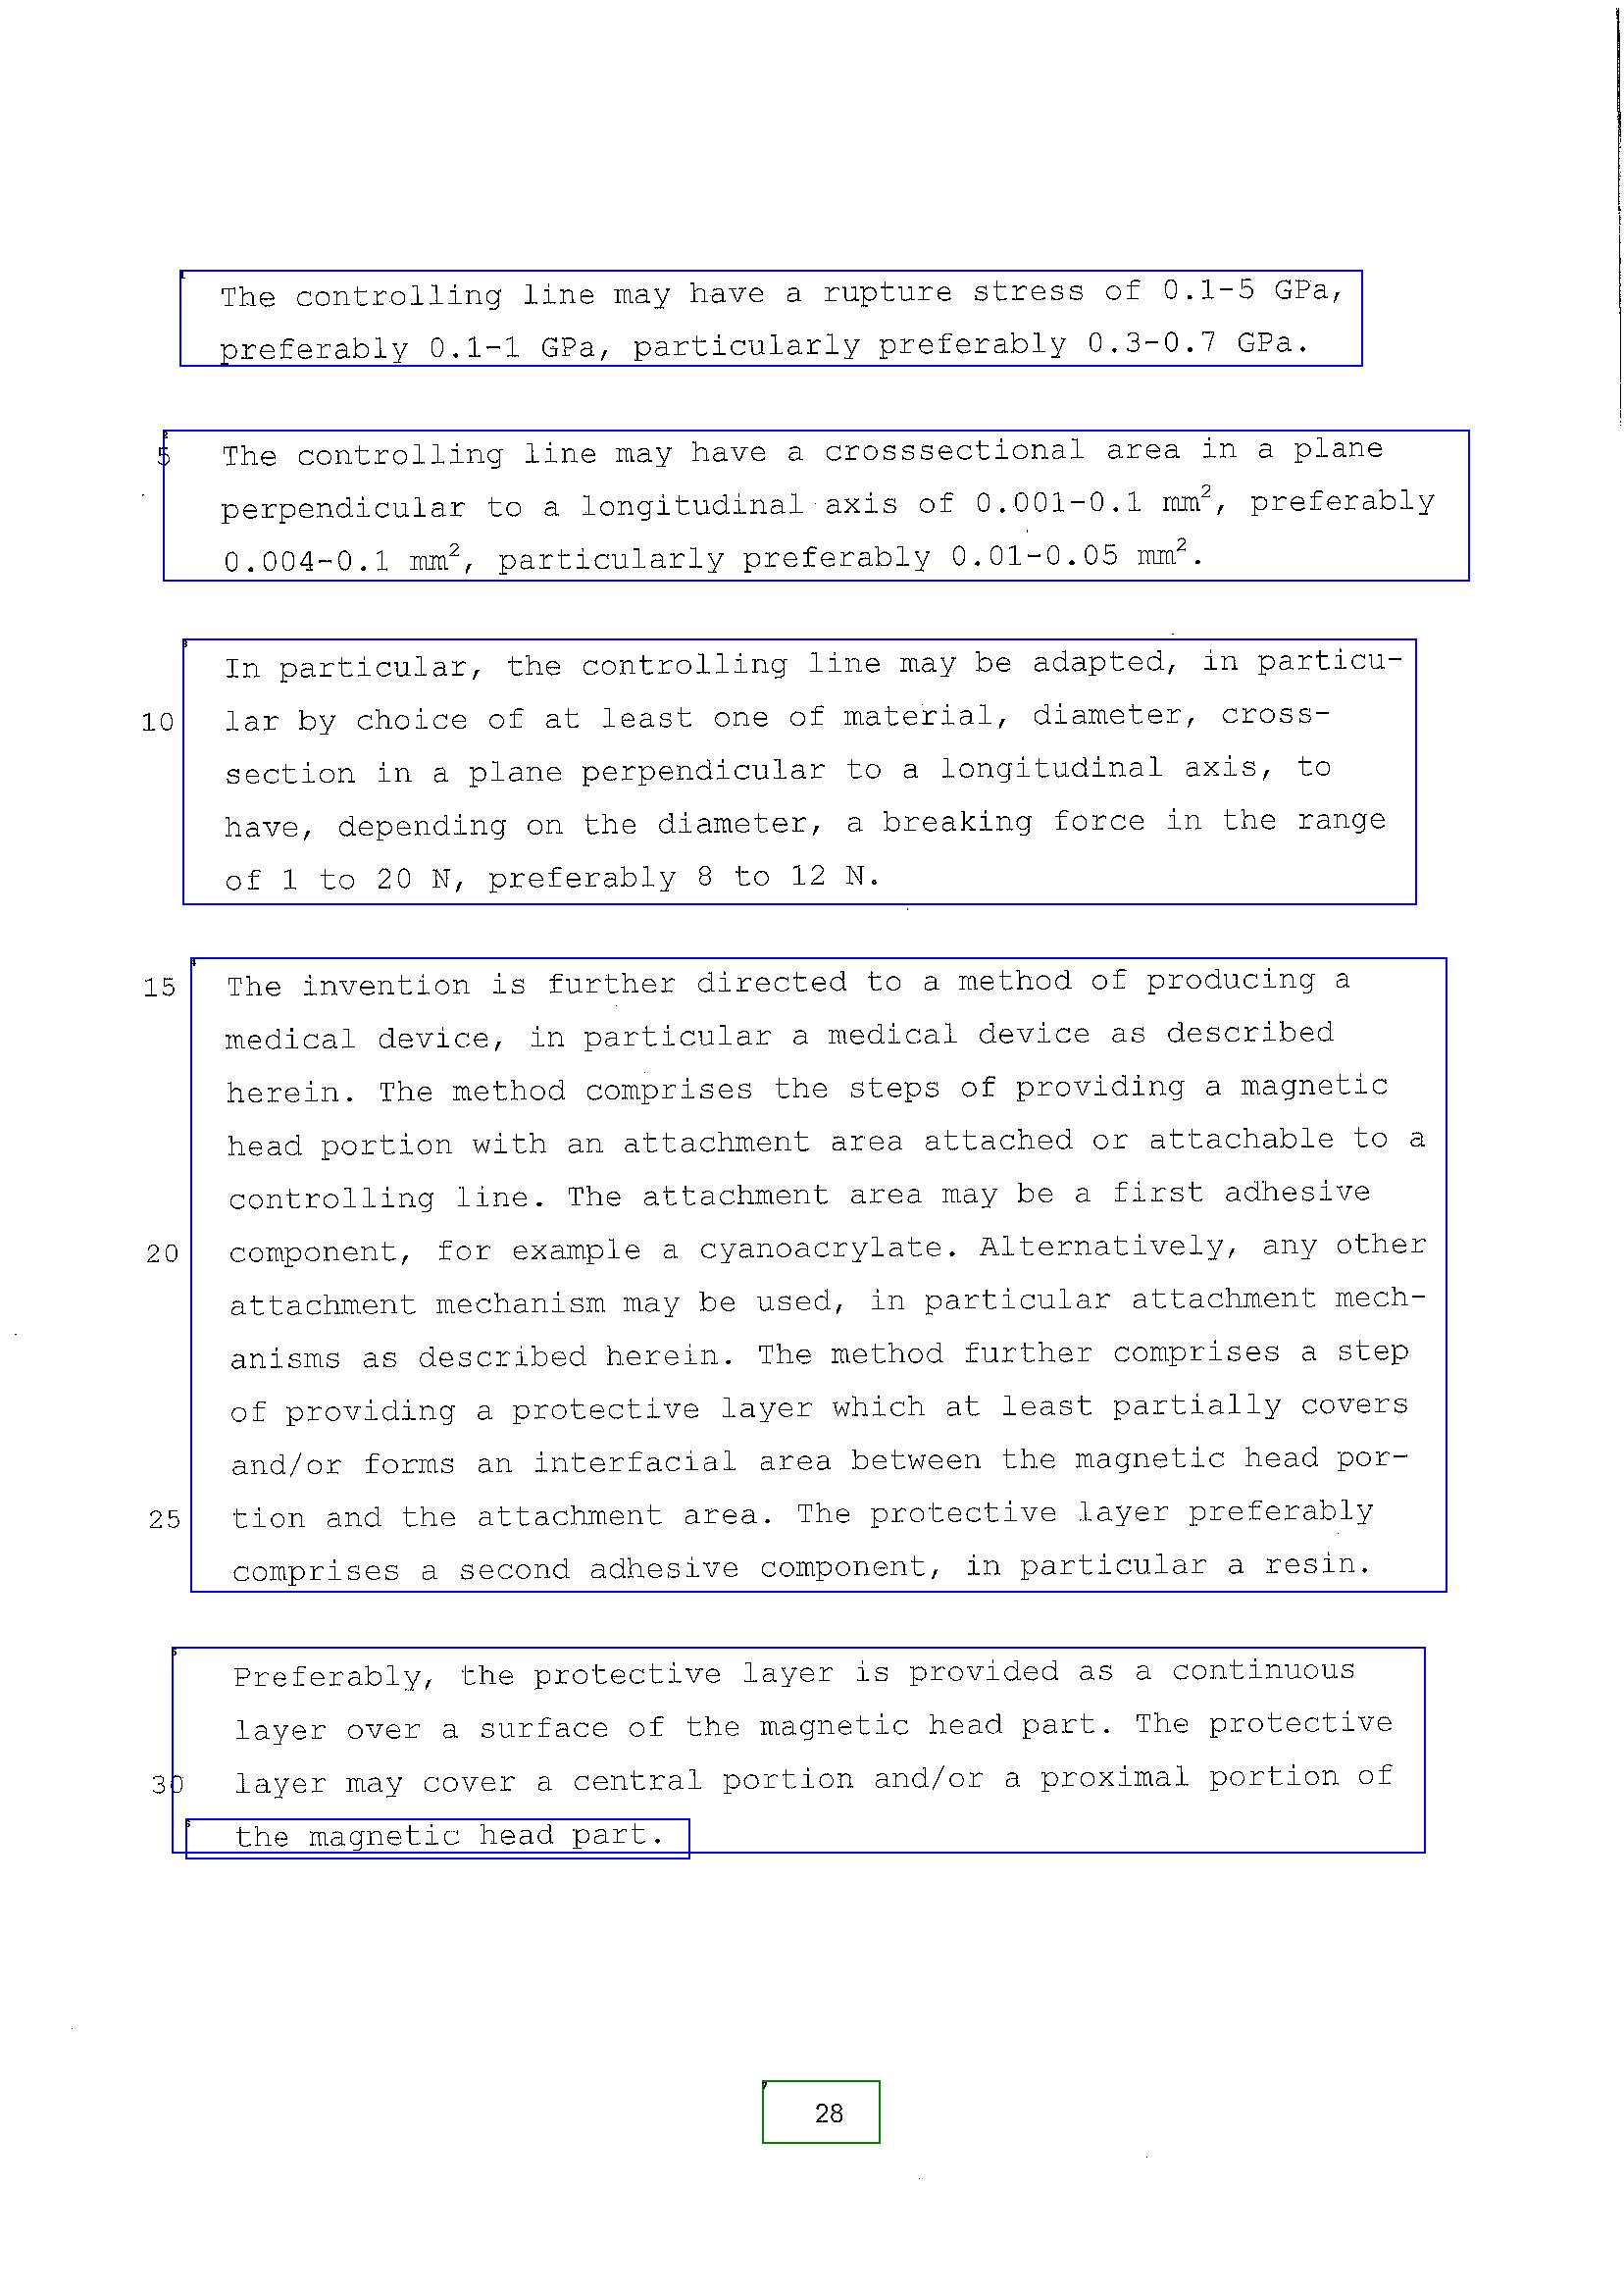 The controlling line may have a rupture stress of 0.1-5 GPa,
preferably 0.1-1 GPa, particularly preferably 0.3-0.7 GPa.
5 The controlling line may have a crosssectional area in a plane
perpendicular to a longitudinal axis of 0.001-0.1 mm², preferably
0.004-0.1 mm², particularly preferably 0.01-0.05 mm².
In particular, the controlling line may be adapted, in particu-
10 lar by choice of at least one of material, diameter, cross-
section in a plane perpendicular to a longitudinal axis, to
have, depending on the diameter, a breaking force in the range
of 1 to 20 N, preferably 8 to 12 N.
15 The invention is further directed to a method of producing a
medical device, in particular a medical device as described
herein. The method comprises the steps of providing a magnetic
head portion with an attachment area attached or attachable to a
controlling line. The attachment area may be a first adhesive
20 component, for example a cyanoacrylate. Alternatively, any other
attachment mechanism may be used, in particular attachment mech-
anisms as described herein. The method further comprises a step
of providing a protective layer which at least partially covers
and/or forms an interfacial area between the magnetic head por-
25 tion and the attachment area. The protective layer preferably
comprises a second adhesive component, in particular a resin.
Preferably, the protective layer is provided as a continuous
layer over a surface of the magnetic head part. The protective
30 layer may cover a central portion and/or a proximal portion of
the magnetic head part.
28